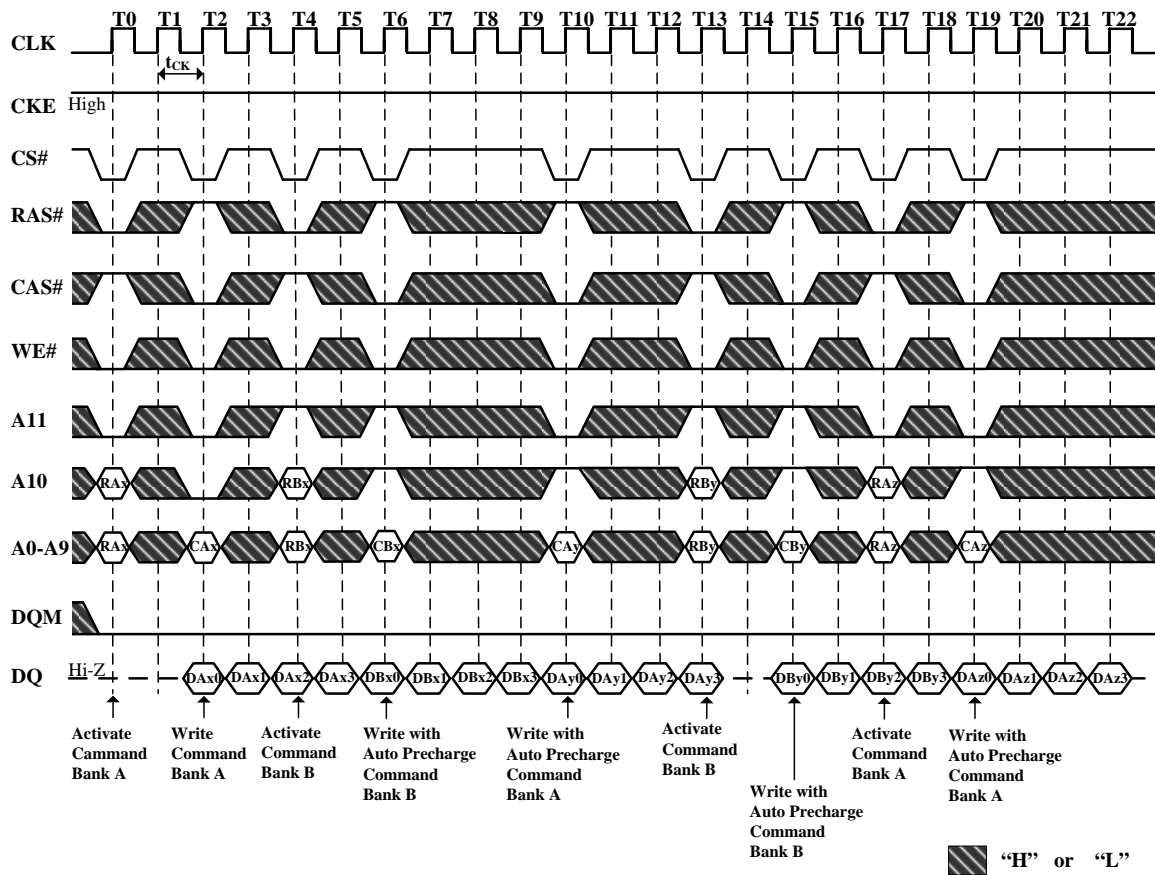 T0 T1 T2 T3 T4 T5 T6 T7 T8 T9 T10 T11 T12 T13 T14 T15 T16 T17 T18 T19 T20 T21 T22
CLK
tCK
CKE High
CS#
RAS#
CAS#
WE#
A11
A10 RAx RBx RBy RAz
A0-A9 RAx CAx RBx CBx CAy RBy CBy RAz CAz
DQM
DQ Hi-Z DAx0 DAx1 DAx2 DAx3 DBx0 DBx1 DBx2 DBx3 DAy0 DAy1 DAy2 DAy3 DBy0 DBy1 DBy2 DBy3 DAz0 DAz1 DAz2 DAz3
Activate
Cammand
Bank A
Write
Command
Bank A
Activate
Command
Bank B
Write with
Auto Precharge
Command
Bank B
Write with
Auto Precharge
Command
Bank A
Activate
Command
Bank B
Write with
Auto Precharge
Command
Bank B
Activate
Command
Bank A
Write with
Auto Precharge
Command
Bank A
“H” or “L”